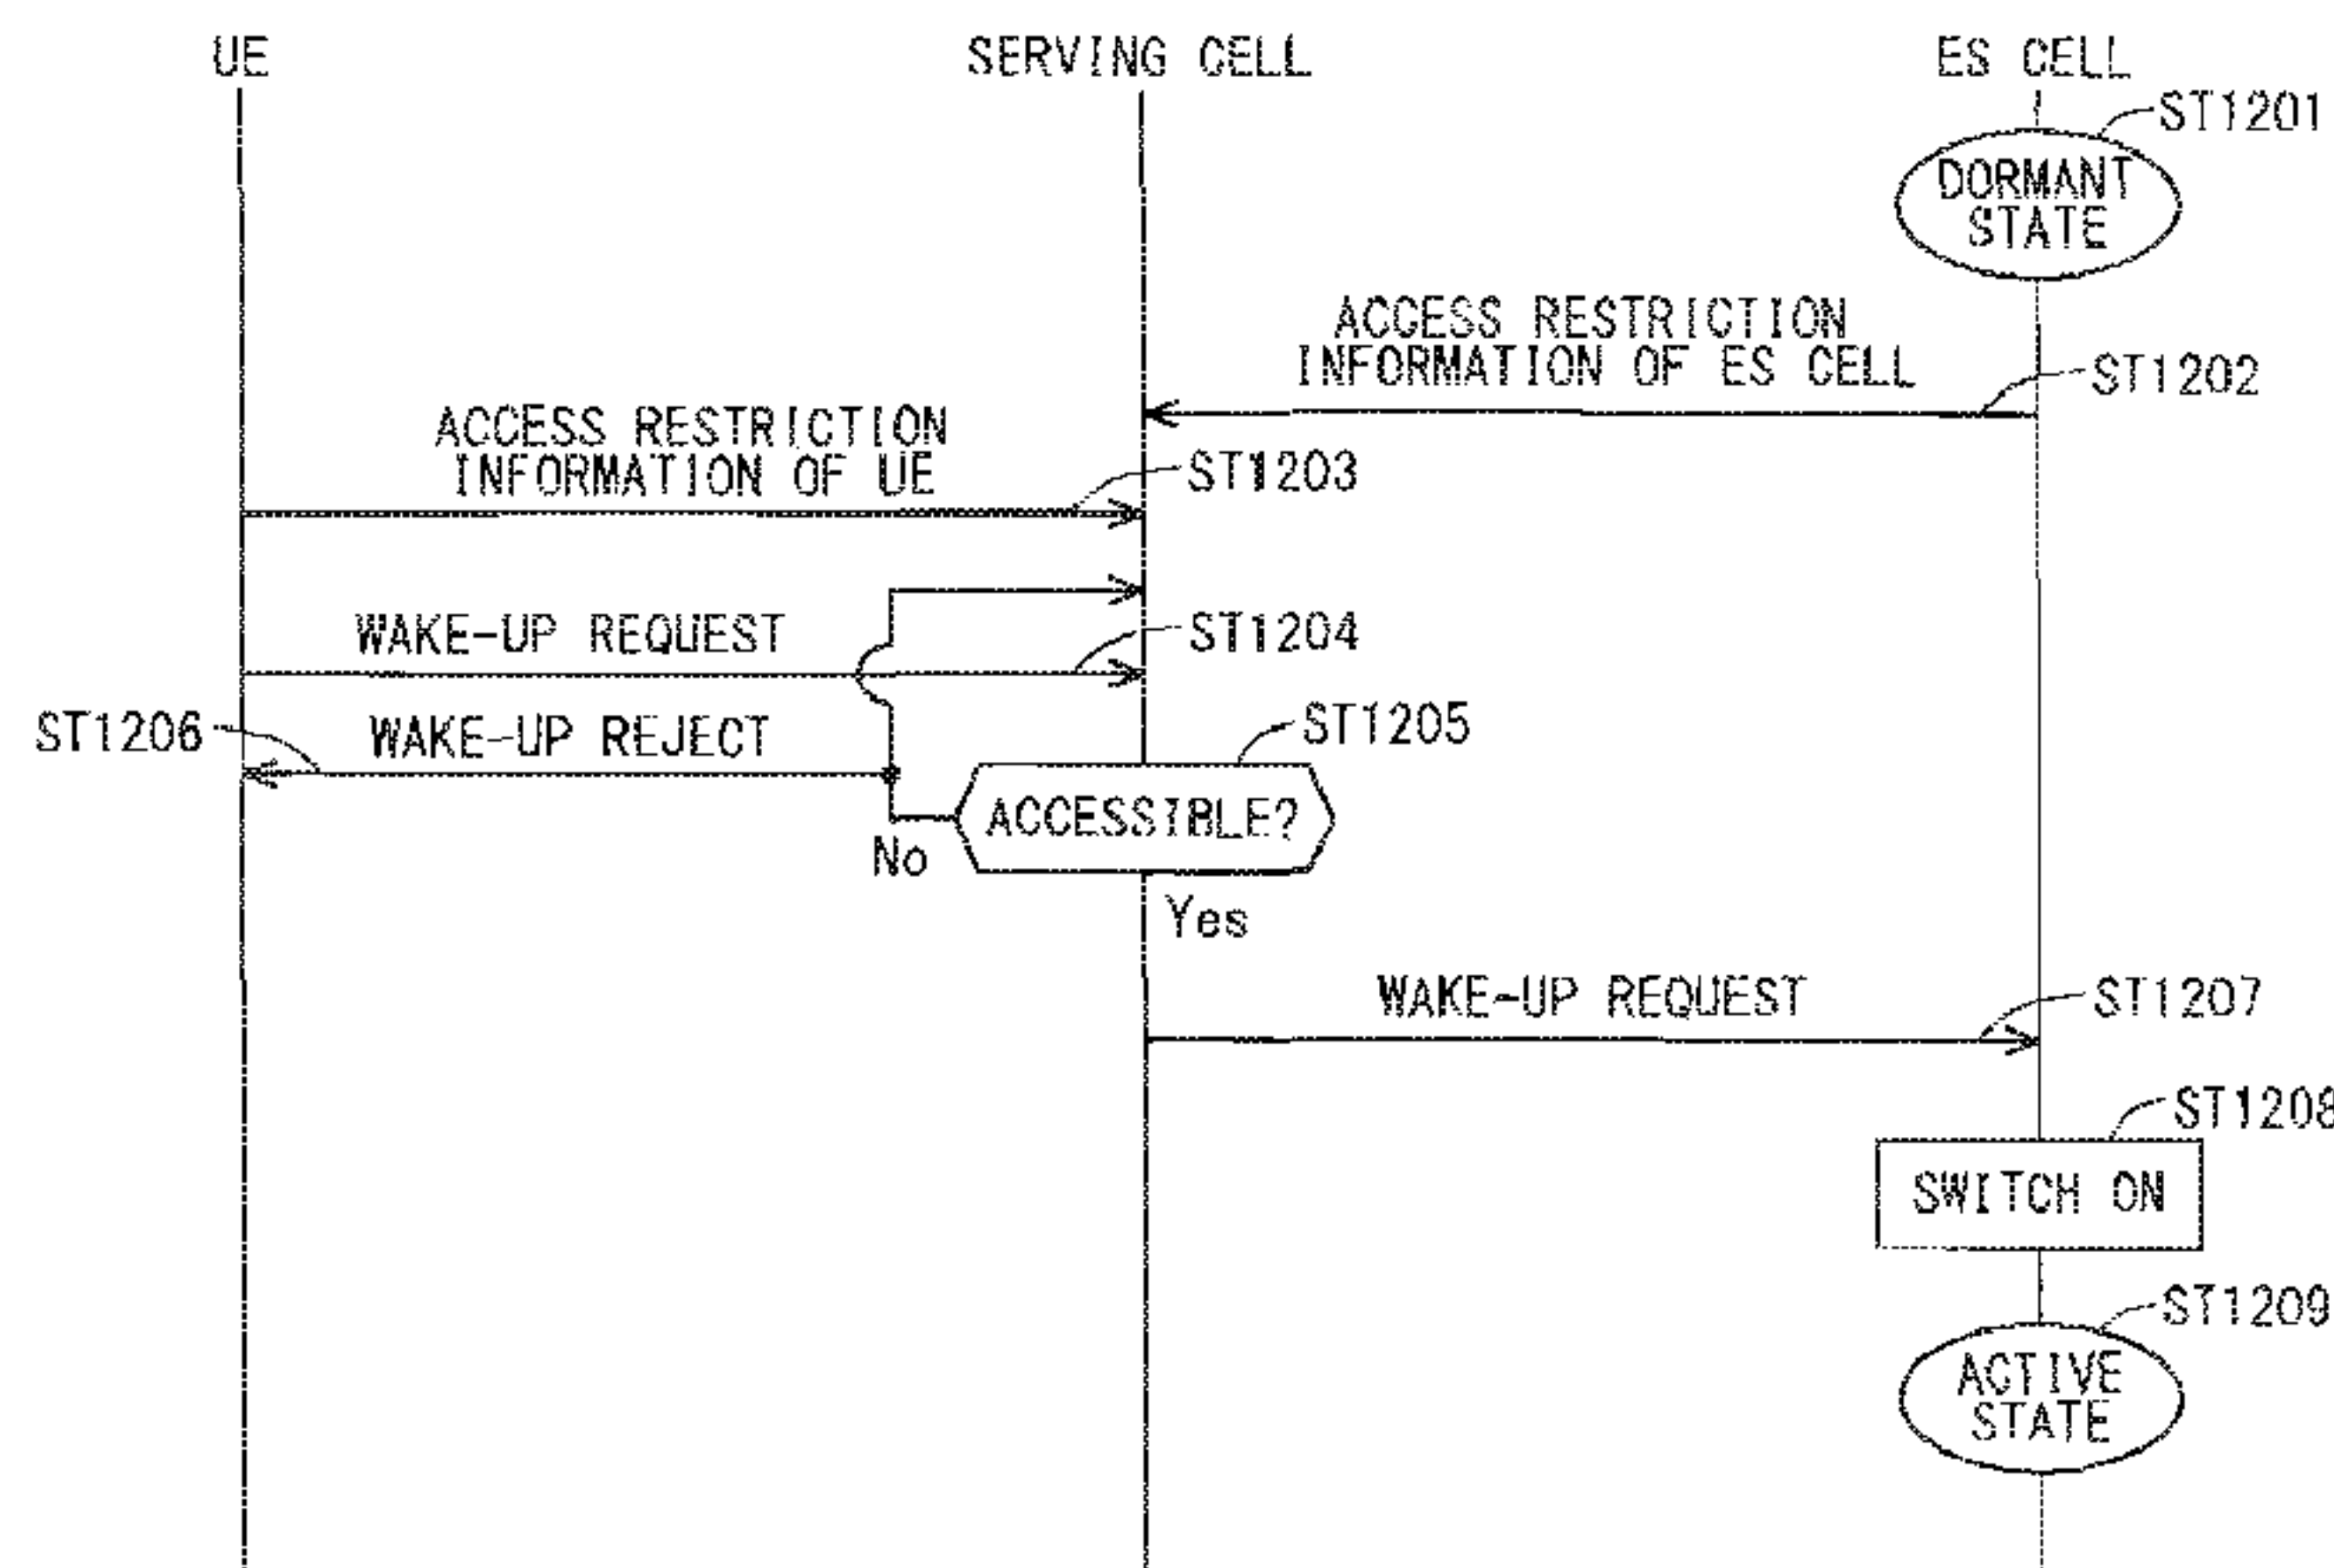 UE
SERVING CELL
ES CELL
ST1201
DORMANT
STATE
ACCESS RESTRICTION
INFORMATION OF ES CELL
ST1202
ACCESS RESTRICTION
INFORMATION OF UE
ST1203
WAKE-UP REQUEST
ST1204
ST1206
WAKE-UP REJECT
ST1205
ACCESSIBLE?
No
Yes
WAKE-UP REQUEST
ST1207
ST1208
SWITCH ON
ST1209
ACTIVE
STATE